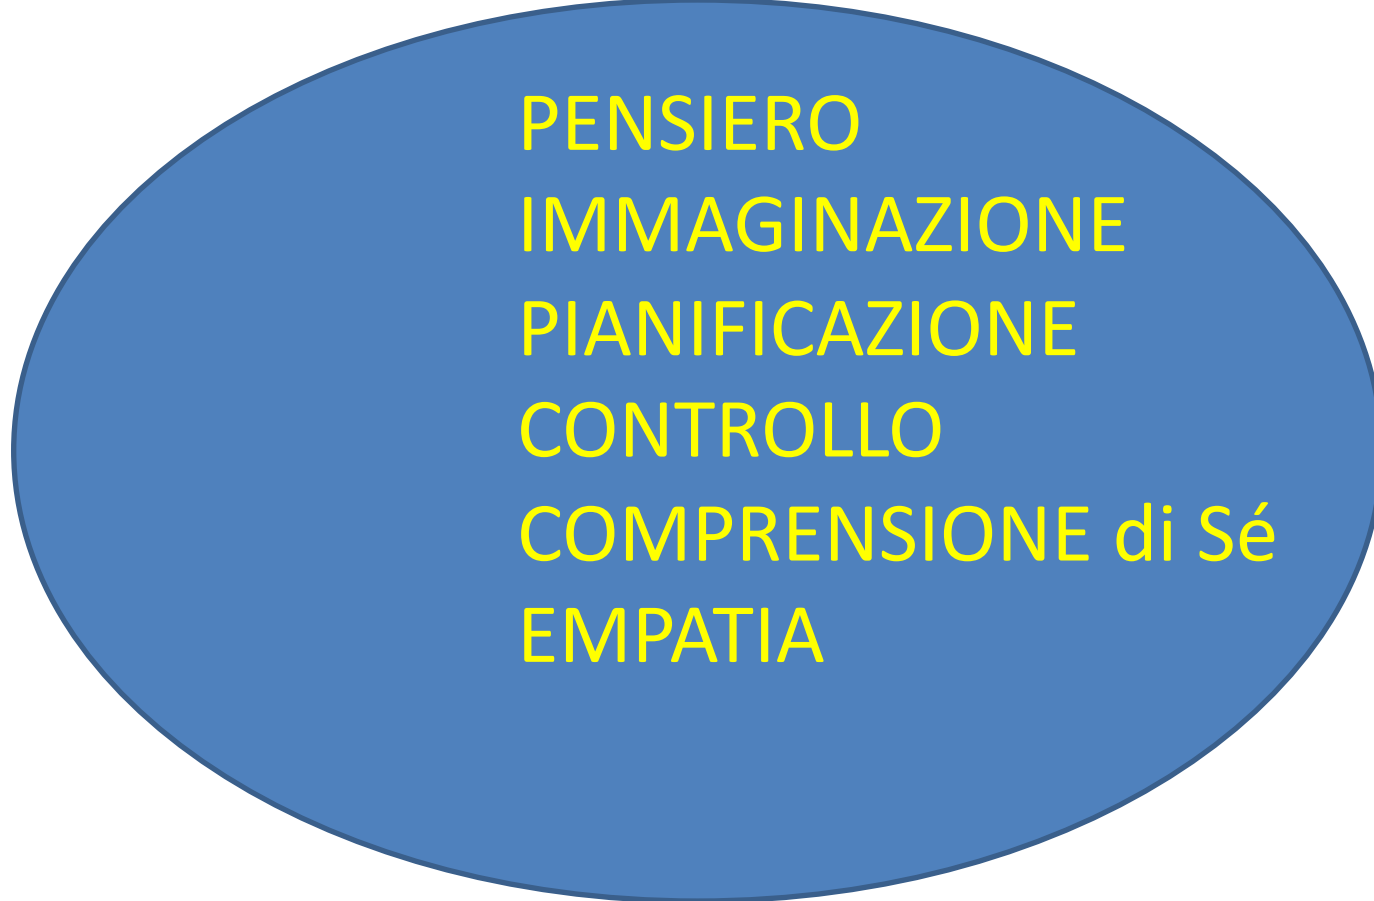 PENSIERO
IMMAGINAZIONE
PIANIFICAZIONE
CONTROLLO
COMPRENSIONE di Sé
EMPATIA